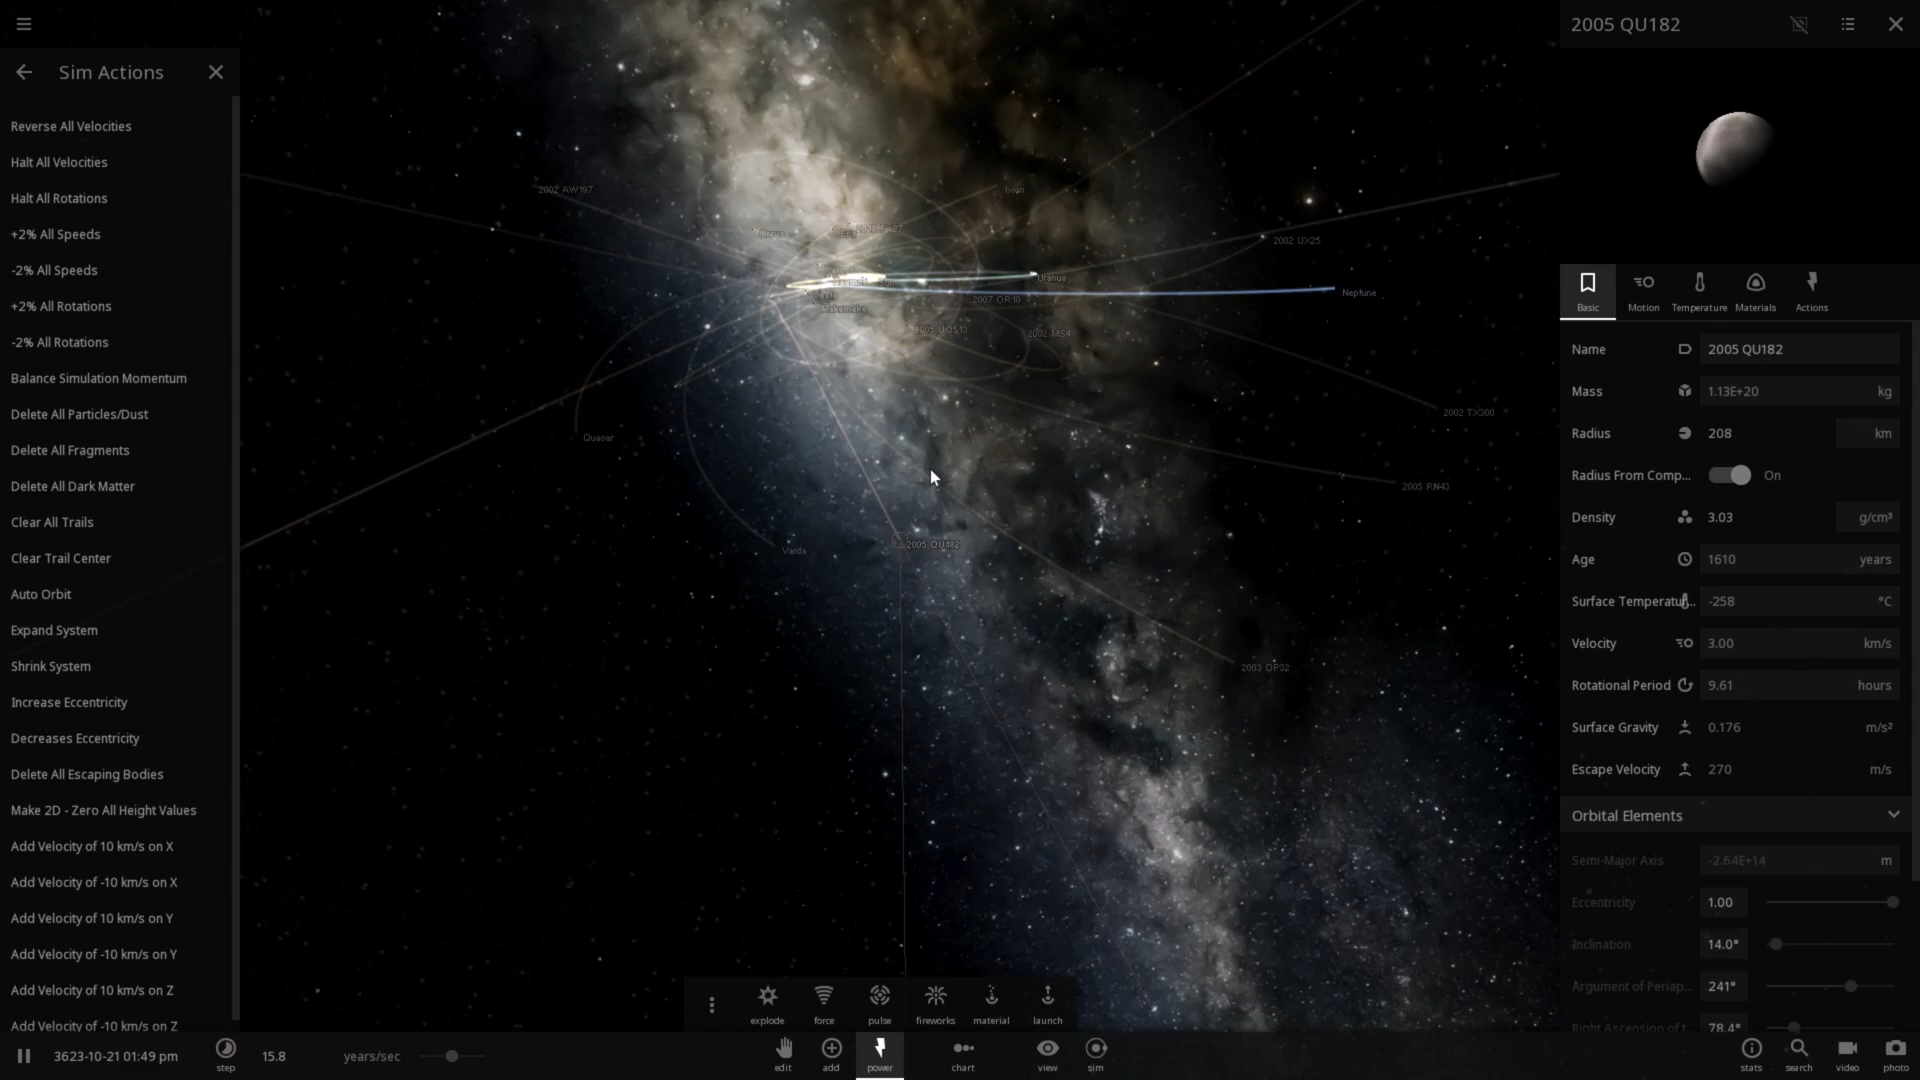 2005 QU182
Sim Actions
Reverse All Velocities
Halt All Velocities
Halt All Rotations
+2% All Speeds
-2% All Speeds
+2% All Rotations
-2% All Rotations
Balance Simulation Momentum
Delete All Particles/Dust
Delete All Fragments
Delete All Dark Matter
Clear All Trails
Clear Trail Center
Auto Orbit
Expand System
Shrink System
Increase Eccentricity
Decreases Eccentricity
Delete All Escaping Bodies
Make 2D - Zero All Height Values
Add Velocity of 10 km/s on X
Add Velocity of -10 km/s on X
Add Velocity of 10 km/s on Y
Add Velocity of -10 km/s on Y
Add Velocity of 10 km/s on Z
Add Velocity of -10 km/s on Z
2002 AW197
Ixion
2002 UX25
Uranus
Neptune
2007 OR10
Makemake
2005 UQ513
2002 MS4
2002 TX300
Quaoar
2005 RN43
Varda
2005 QU182
2003 OP32
Basic
Motion
Temperature
Materials
Actions
Name 2005 QU182
Mass 1.13E+20 kg
Radius 208 km
Radius From Comp... On
Density 3.03 g/cm³
Age 1610 years
Surface Temperatur... -258 °C
Velocity 3.00 km/s
Rotational Period 9.61 hours
Surface Gravity 0.176 m/s²
Escape Velocity 270 m/s
Orbital Elements
Semi-Major Axis -2.64E+14 m
Eccentricity 1.00
Inclination 14.0°
Argument of Periap... 241°
Right Ascension of t... 78.4°
explode
force
pulse
fireworks
material
launch
3623-10-21 01:49 pm
step
15.8 years/sec
edit
add
power
chart
view
sim
stats
search
video
photo